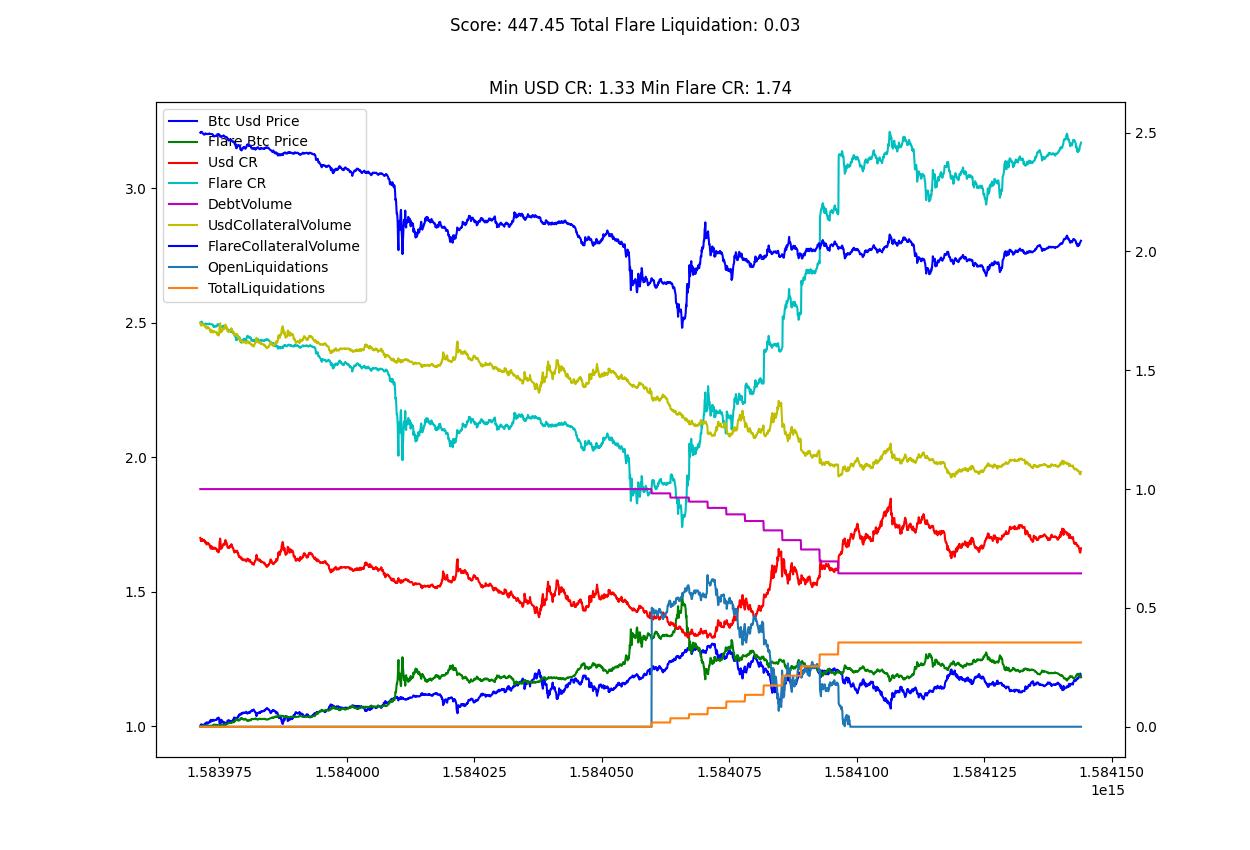 Score: 447.45 Total Flare Liquidation: 0.03
Min USD CR: 1.33 Min Flare CR: 1.74
Btc Usd Price
Flare Btc Price
Usd CR
Flare CR
DebtVolume
UsdCollateralVolume
FlareCollateralVolume
OpenLiquidations
TotalLiquidations
3.0
2.5
2.0
1.5
1.0
2.5
2.0
1.5
1.0
0.5
0.0
1.583975 1.584000 1.584025 1.584050 1.584075 1.584100 1.584125 1.584150
1e15